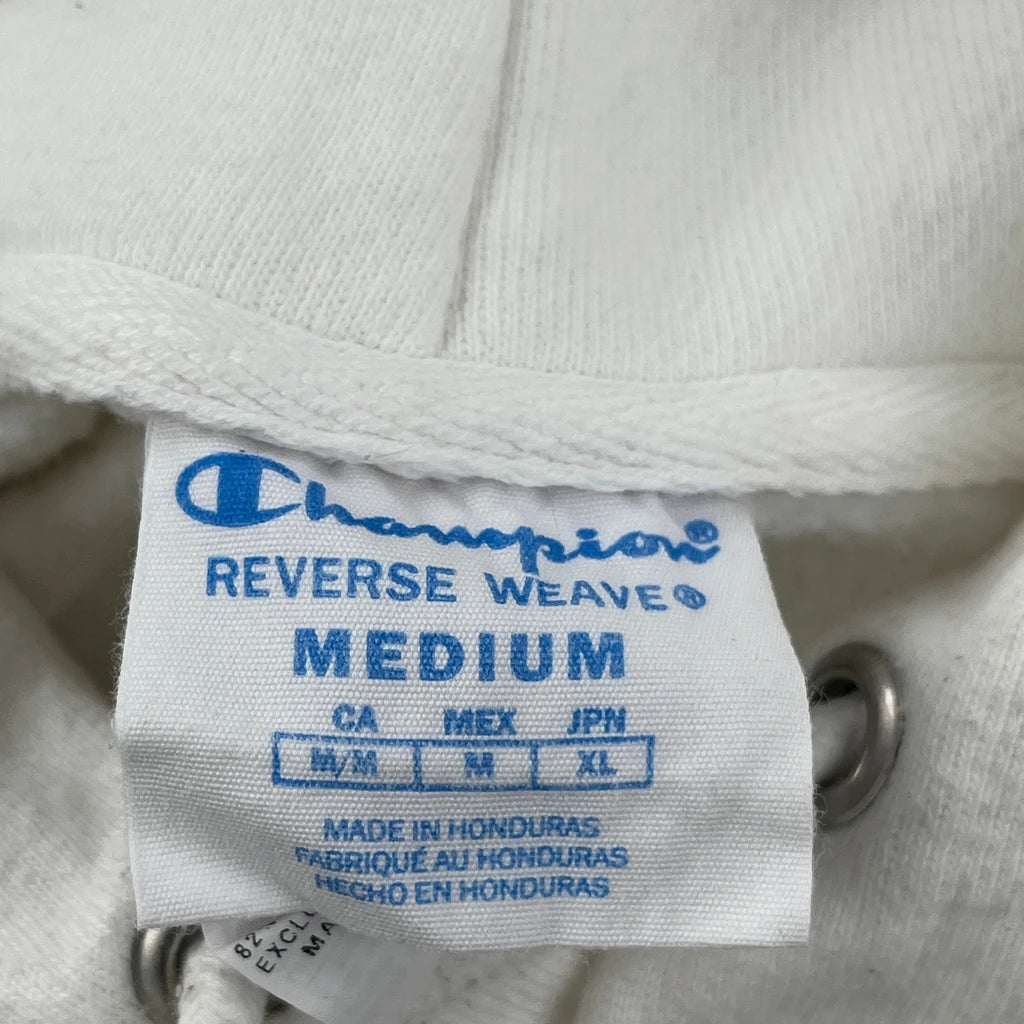 Champion®
REVERSE WEAVE®
MEDIUM
CA MEX JPN
M/M M XL
MADE IN HONDURAS
FABRIQUÉ AU HONDURAS
HECHO EN HONDURAS